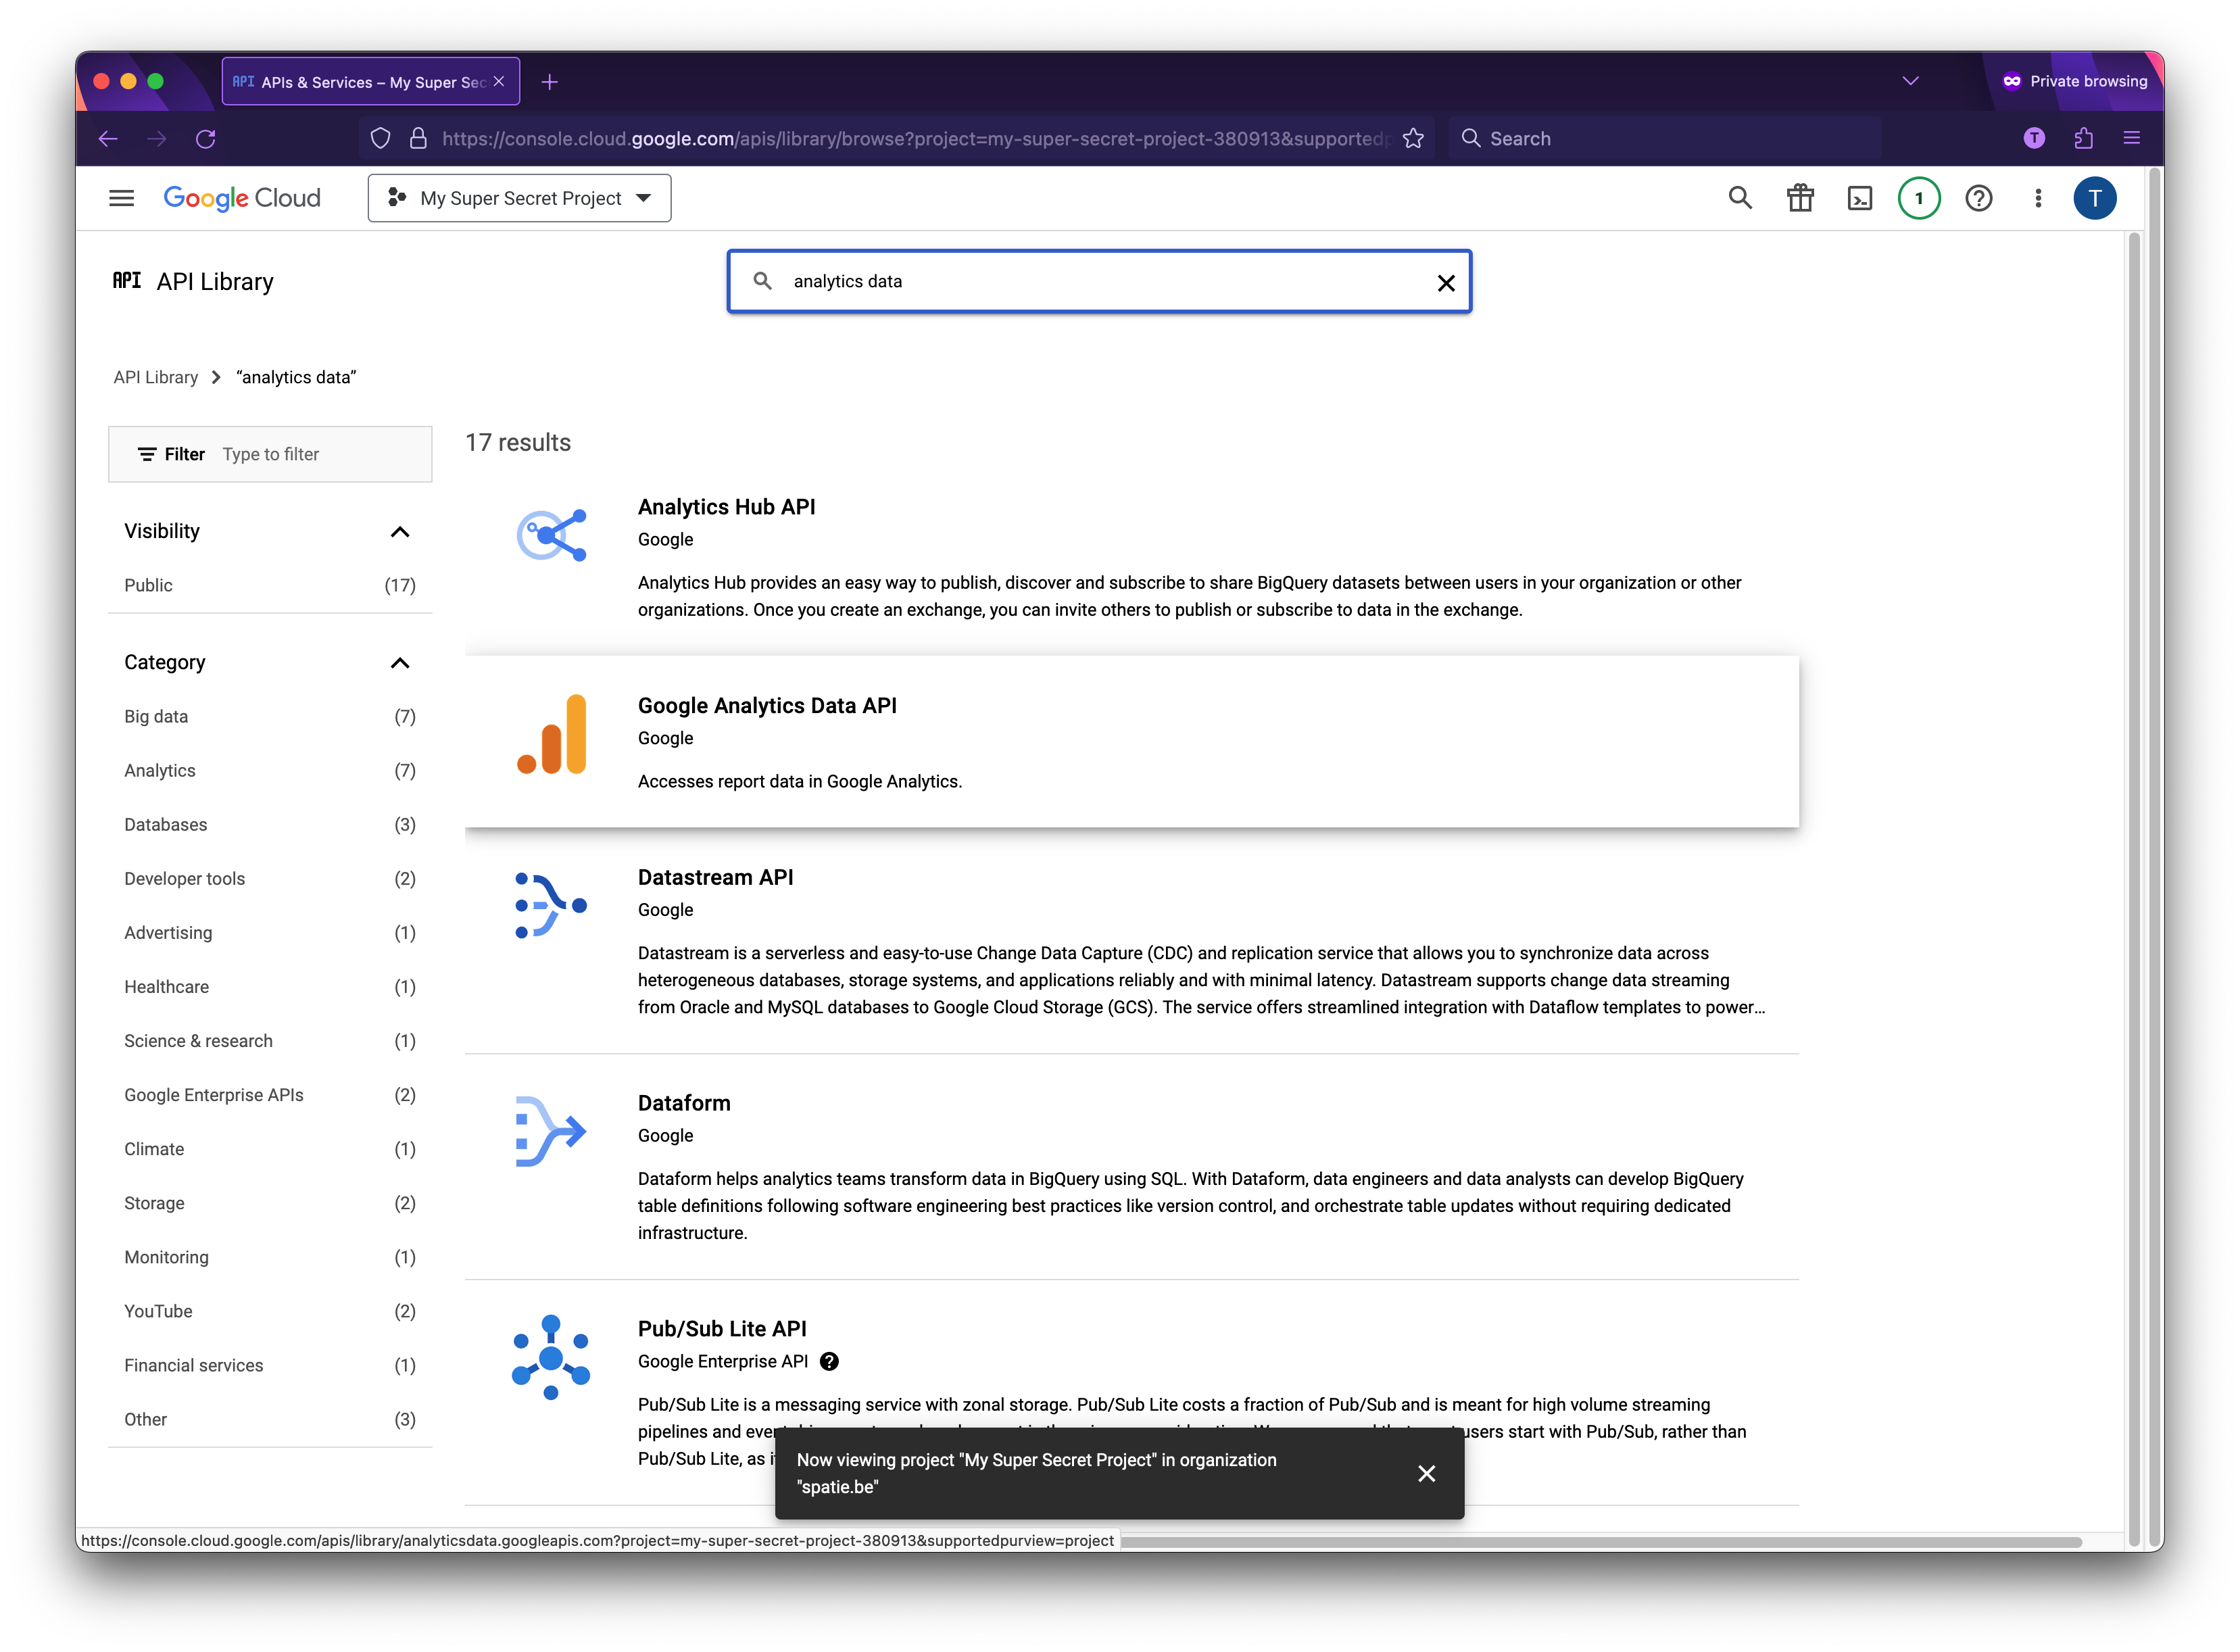 API APIs & Services – My Super Sec
Private browsing
https://console.cloud.google.com/apis/library/browse?project=my-super-secret-project-380913&supportedp
Search
T
Google Cloud
My Super Secret Project
1
T
API API Library
analytics data
API Library
“analytics data”
Filter Type to filter
Visibility
Public (17)
Category
Big data (7)
Analytics (7)
Databases (3)
Developer tools (2)
Advertising (1)
Healthcare (1)
Science & research (1)
Google Enterprise APIs (2)
Climate (1)
Storage (2)
Monitoring (1)
YouTube (2)
Financial services (1)
Other (3)
17 results
Analytics Hub API
Google
Analytics Hub provides an easy way to publish, discover and subscribe to share BigQuery datasets between users in your organization or other
organizations. Once you create an exchange, you can invite others to publish or subscribe to data in the exchange.
Google Analytics Data API
Google
Accesses report data in Google Analytics.
Datastream API
Google
Datastream is a serverless and easy-to-use Change Data Capture (CDC) and replication service that allows you to synchronize data across
heterogeneous databases, storage systems, and applications reliably and with minimal latency. Datastream supports change data streaming
from Oracle and MySQL databases to Google Cloud Storage (GCS). The service offers streamlined integration with Dataflow templates to power…
Dataform
Google
Dataform helps analytics teams transform data in BigQuery using SQL. With Dataform, data engineers and data analysts can develop BigQuery
table definitions following software engineering best practices like version control, and orchestrate table updates without requiring dedicated
infrastructure.
Pub/Sub Lite API
Google Enterprise API
Pub/Sub Lite is a messaging service with zonal storage. Pub/Sub Lite costs a fraction of Pub/Sub and is meant for high volume streaming
pipelines and users start with Pub/Sub, rather than
Pub/Sub Lite, as
Now viewing project "My Super Secret Project" in organization
"spatie.be"
https://console.cloud.google.com/apis/library/analyticsdata.googleapis.com?project=my-super-secret-project-380913&supportedpurview=project